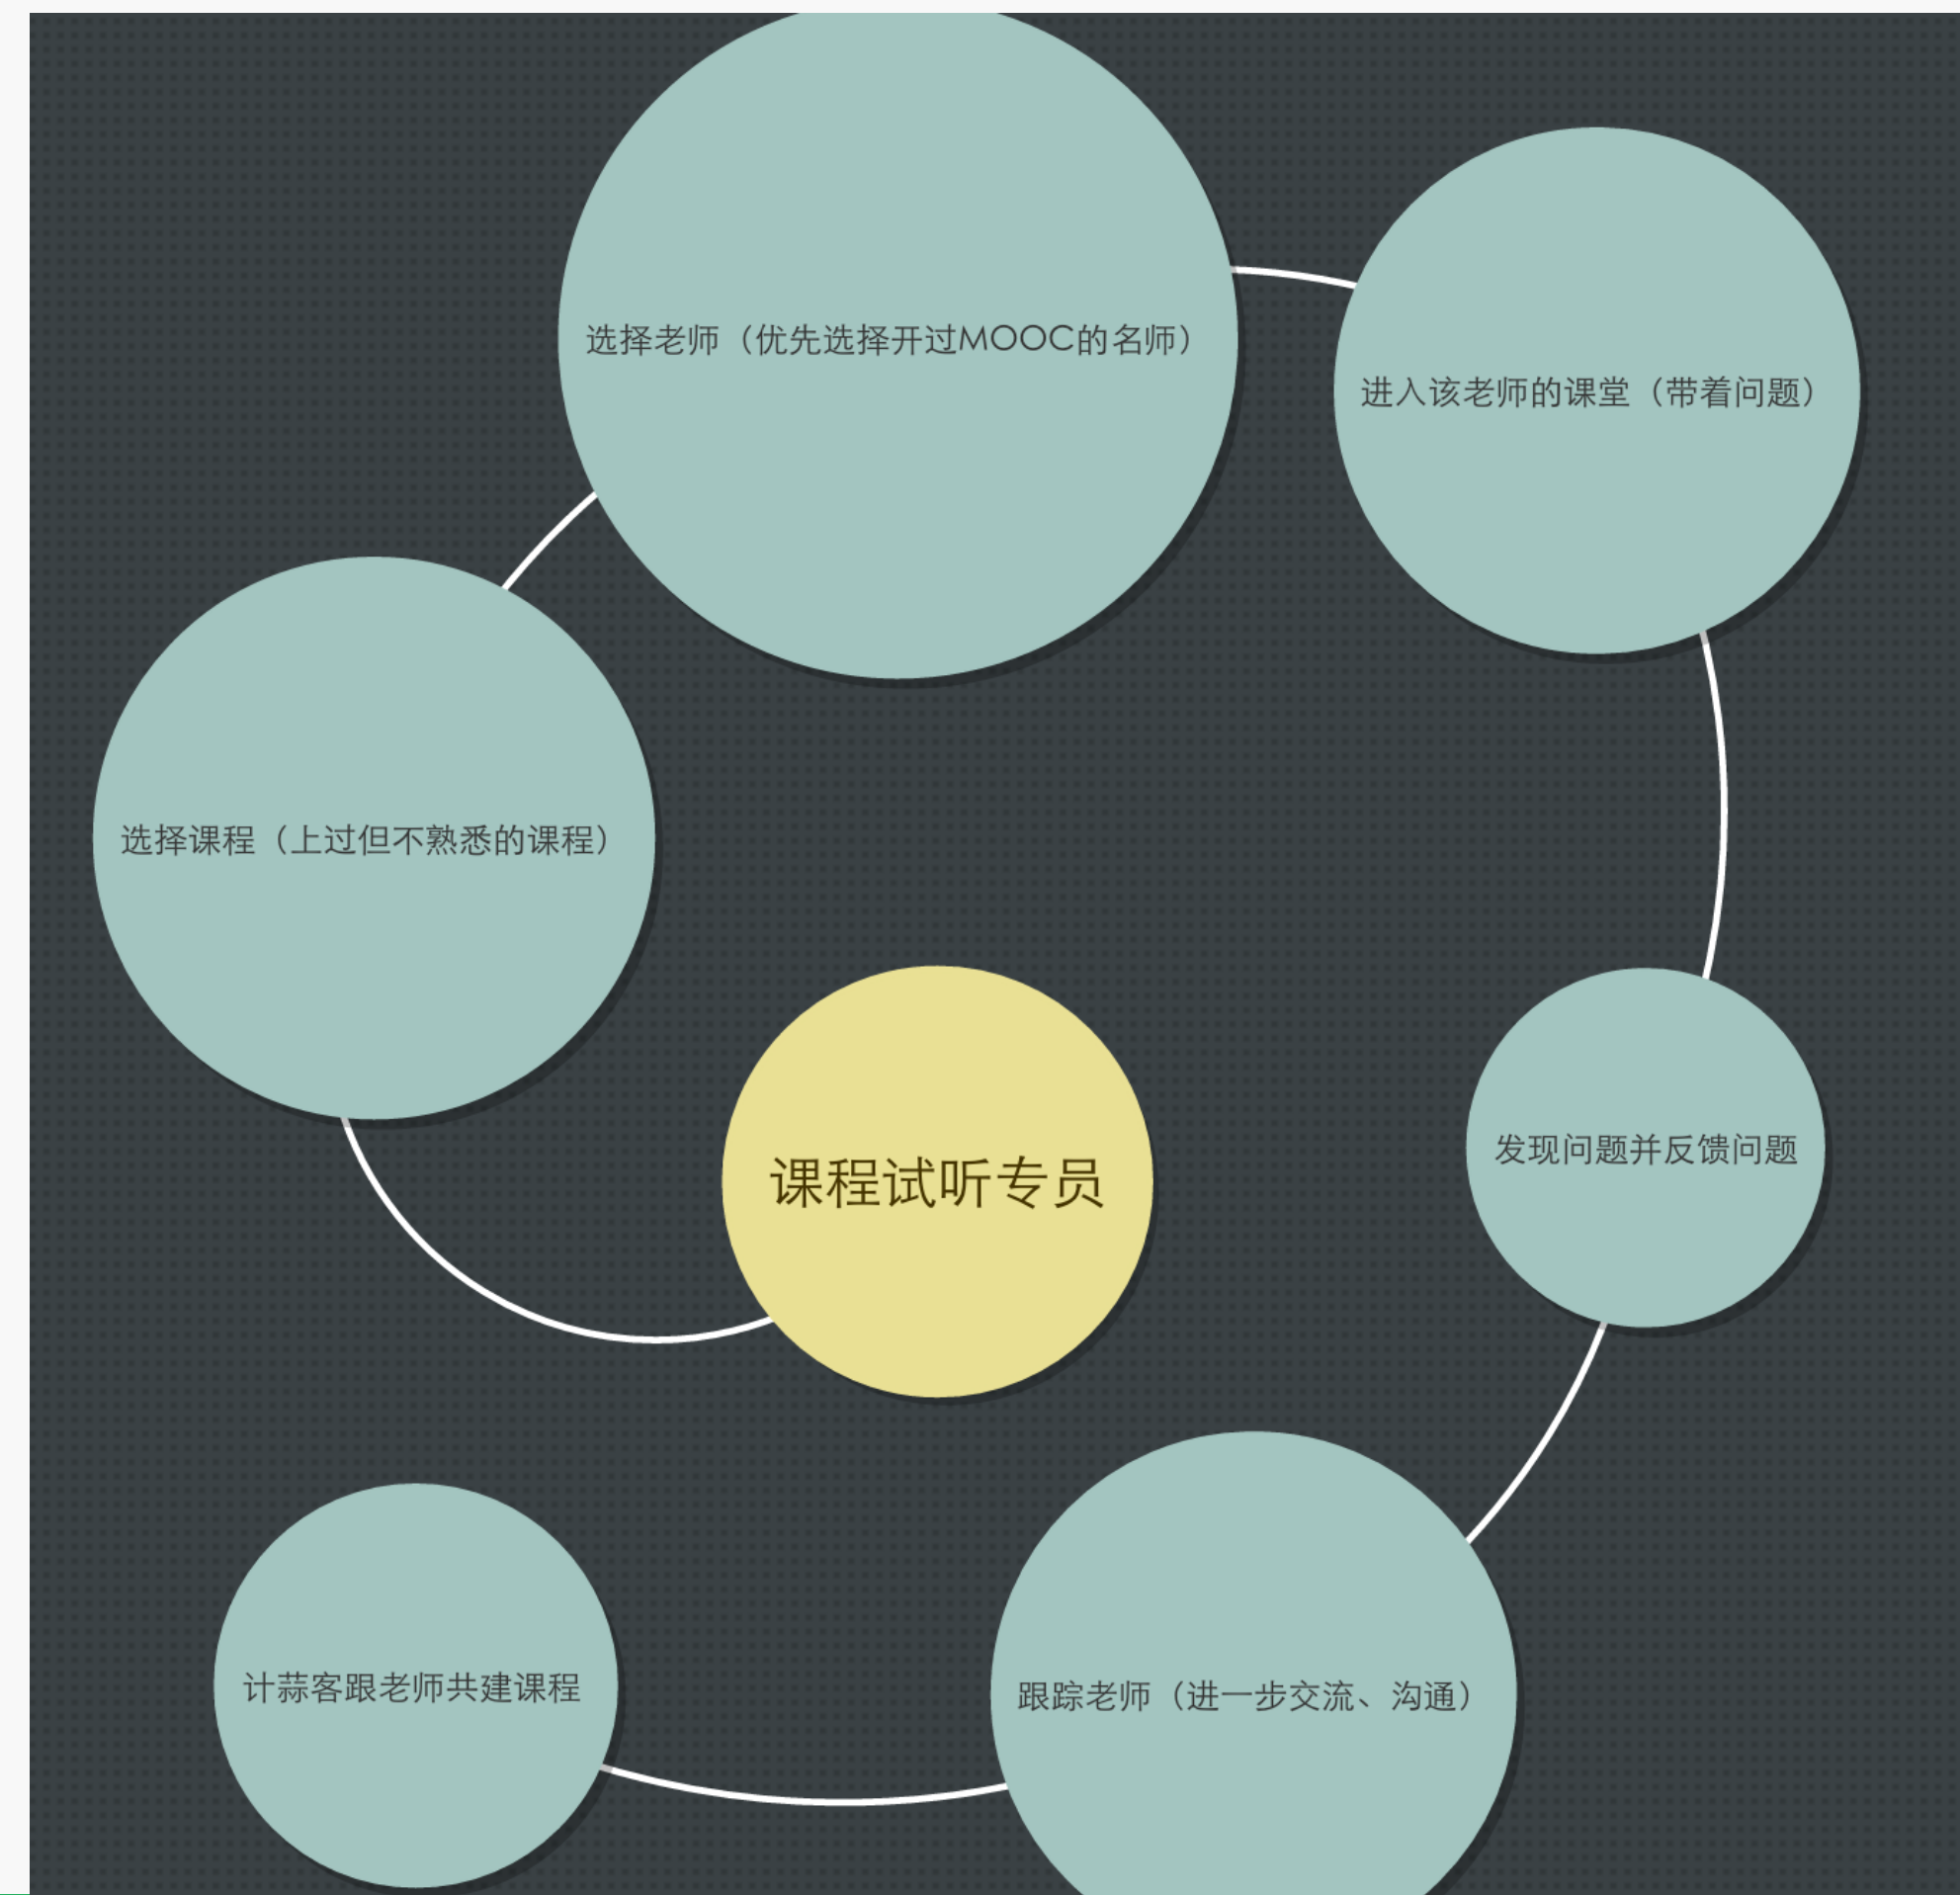 选择老师（优先选择开过MOOC的名师）
进入该老师的课堂（带着问题）
选择课程（上过但不熟悉的课程）
发现问题并反馈问题
课程试听专员
计蒜客跟老师共建课程
跟踪老师（进一步交流、沟通）